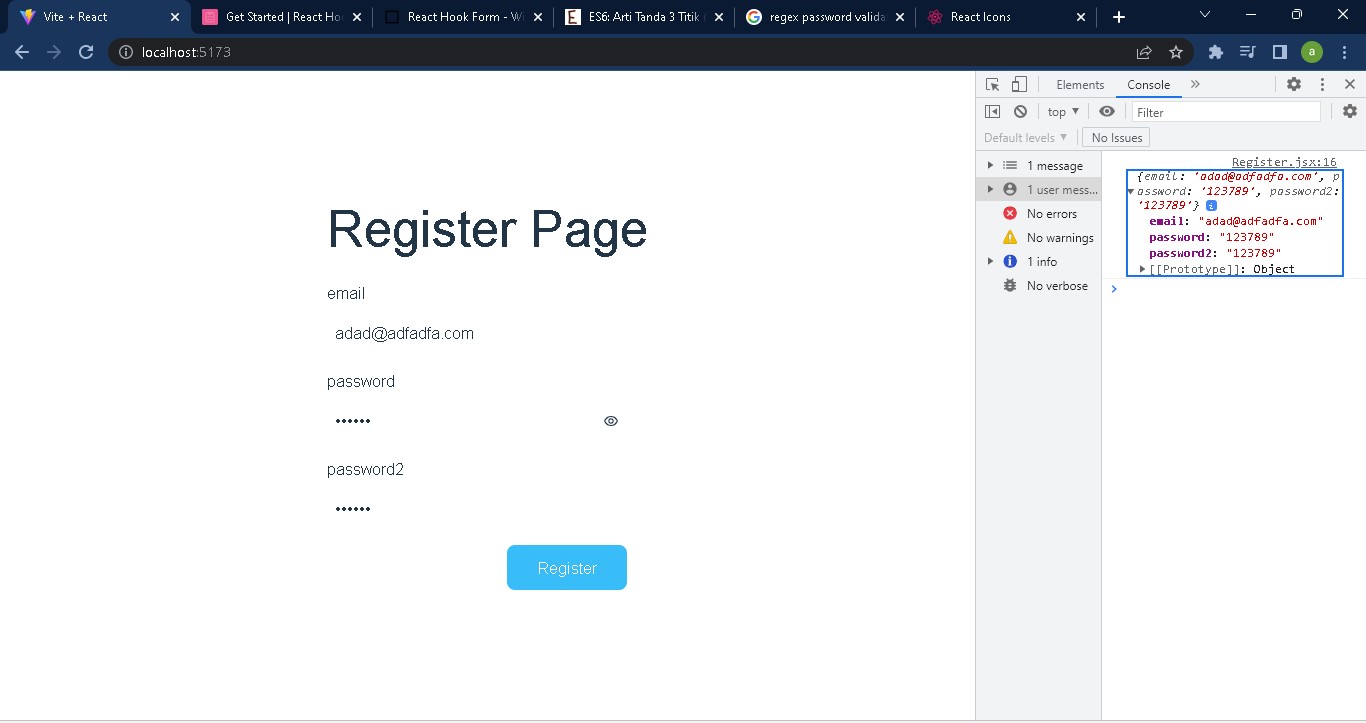 Vite + React
Get Started | React Ho
React Hook Form - Wi
ES6: Arti Tanda 3 Titik (
regex password valida
React Icons
localhost:5173
a
Elements Console
top
Filter
Default levels
No Issues
1 message
1 user mess...
No errors
No warnings
1 info
No verbose
Register.jsx:16
{email: 'adad@adfadfa.com', p
assword: '123789', password2:
'123789'}
email: "adad@adfadfa.com"
password: "123789"
password2: "123789"
[[Prototype]]: Object
Register Page
email
adad@adfadfa.com
password
••••••
password2
••••••
Register